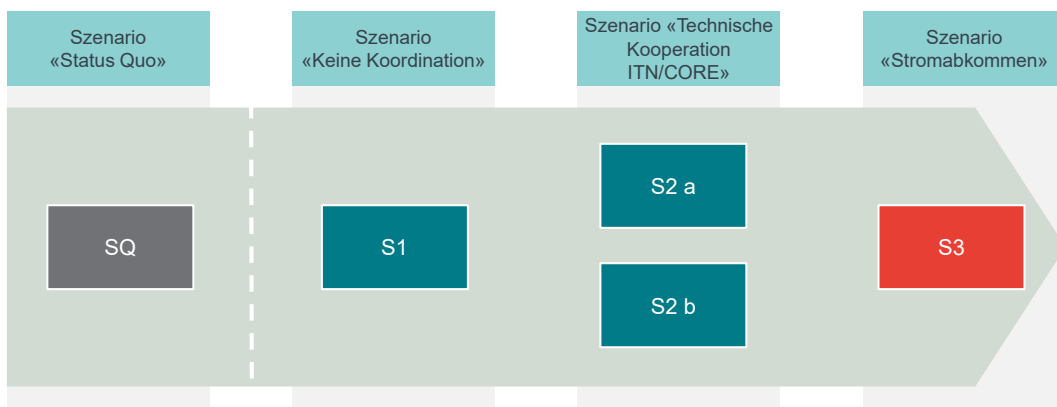 Szenario
«Status Quo»
Szenario
«Keine Koordination»
Szenario «Technische
Kooperation
ITN/CORE»
Szenario
«Stromabkommen»
SQ
S1
S2 a
S2 b
S3